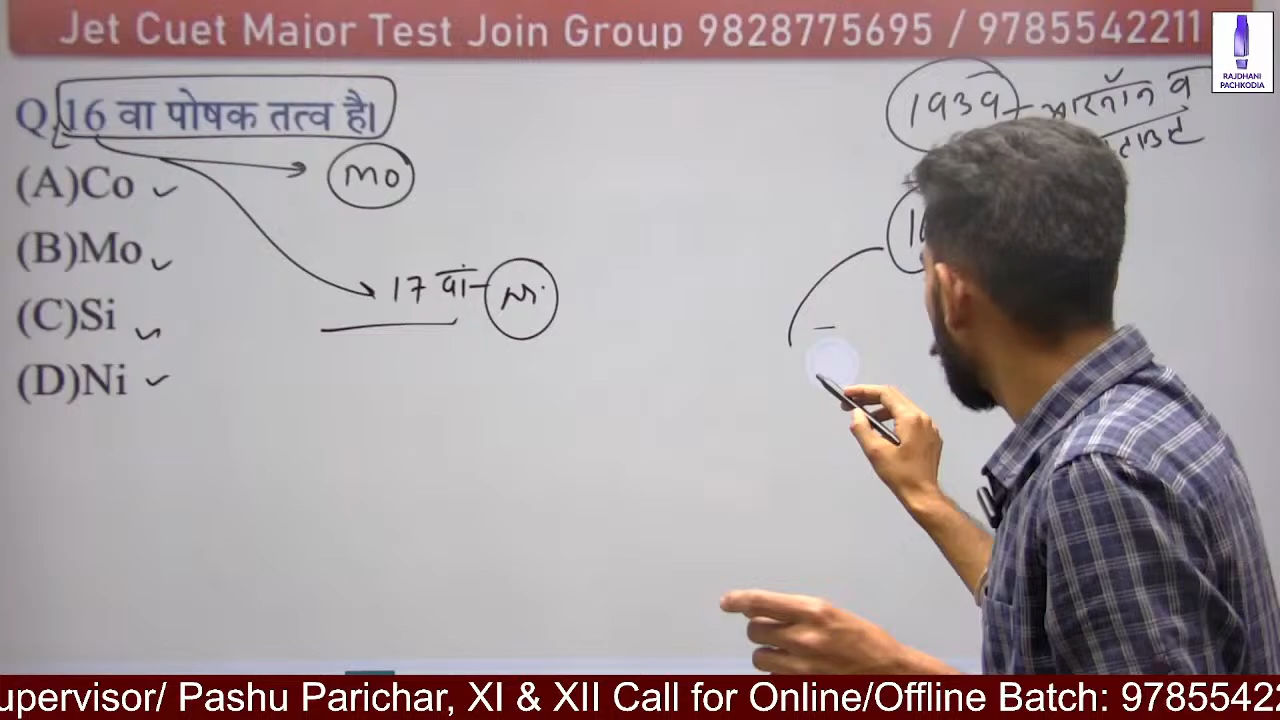 Jet Cuet Major Test Join Group 9828775695 / 9785542211
RAJDHANI
PACHKODIA
Q. 16 वा पोषक तत्व है।
1939 - आरनॉन व
(A)Co
Mo
(B)Mo
17 वां - Ni
(C)Si
(D)Ni
upervisor/ Pashu Parichar, XI & XII Call for Online/Offline Batch: 97855422